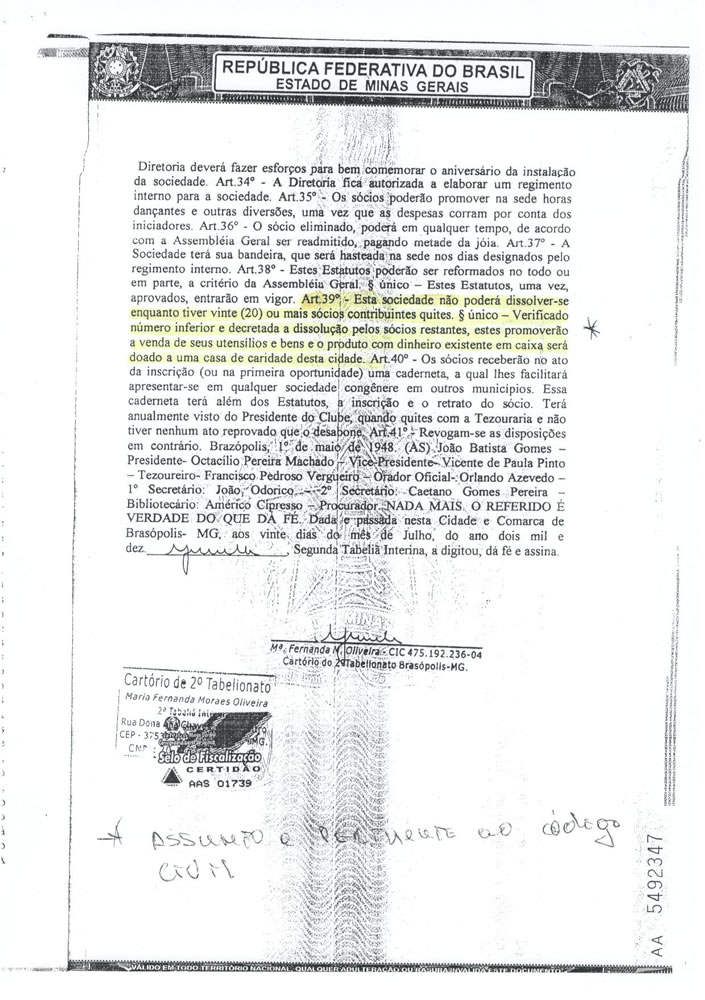 REPÚBLICA FEDERATIVA DO BRASIL
ESTADO DE MINAS GERAIS
Diretoria deverá fazer esforços para bem comemorar o aniversário da instalação
da sociedade. Art.34º - A Diretoria fica autorizada a elaborar um regimento
interno para a sociedade. Art.35º - Os sócios poderão promover na sede horas
dançantes e outras diversões, uma vez que as despesas corram por conta dos
iniciadores. Art.36º - O sócio eliminado, poderá em qualquer tempo, de acordo
com a Assembléia Geral ser readmitido, pagando metade da jóia. Art.37º - A
Sociedade terá sua bandeira, que será hasteada na sede nos dias designados pelo
regimento interno. Art.38º - Estes Estatutos poderão ser reformados no todo ou
em parte, a critério da Assembléia Geral. § único – Estes Estatutos, uma vez,
aprovados, entrarão em vigor. Art.39º - Esta sociedade não poderá dissolver-se
enquanto tiver vinte (20) ou mais sócios contribuintes quites. § único – Verificado
número inferior e decretada a dissolução pelos sócios restantes, estes promoverão
a venda de seus utensílios e bens e o produto com dinheiro existente em caixa será
doado a uma casa de caridade desta cidade. Art.40º - Os sócios receberão no ato
da inscrição (ou na primeira oportunidade) uma caderneta, a qual lhes facilitará
apresentar-se em qualquer sociedade congênere em outros municípios. Essa
caderneta terá além dos Estatutos, a inscrição e o retrato do sócio. Terá
anualmente visto do Presidente do Clube, quando quites com a Tezouraria e não
tiver nenhum ato reprovado que o desabone. Art.41º - Revogam-se as disposições
em contrário. Brazópolis, 1º de maio de 1948. (AS) João Batista Gomes –
Presidente- Octacílio Pereira Machado – Vice-Presidente- Vicente de Paula Pinto
– Tezoureiro- Francisco Pedroso Vergueiro – Orador Oficial- Orlando Azevedo –
1º Secretário: João Odorico ---2º Secretário: Caetano Gomes Pereira –
Bibliotecário: Américo Cipresso – Procurador. NADA MAIS. O REFERIDO É
VERDADE DO QUE DÁ FÉ. Dada e passada nesta Cidade e Comarca de
Brasópolis- MG, aos vinte dias do mês de Julho, do ano dois mil e
dez , Segunda Tabeliã Interina, a digitou, dá fé e assina.
Mª. Fernanda M. Oliveira - CIC 475.192.236-04
Cartório do 2º Tabelionato Brasópolis-MG.
Cartório de 2º Tabelionato
Maria Fernanda Moraes Oliveira
2ª Tabeliã
Rua Dona Ana Chaves
CEP - MG.
Selo de Fiscalização
CERTIDÃO
AAS 01739
* ASSUNTO e PERTINENTE ao código
CIVIL
AA 5492347
VÁLIDO EM TODO TERRITÓRIO NACIONAL, QUALQUER ADULTERAÇÃO OU RASURA INVALIDA ESTE DOCUMENTO